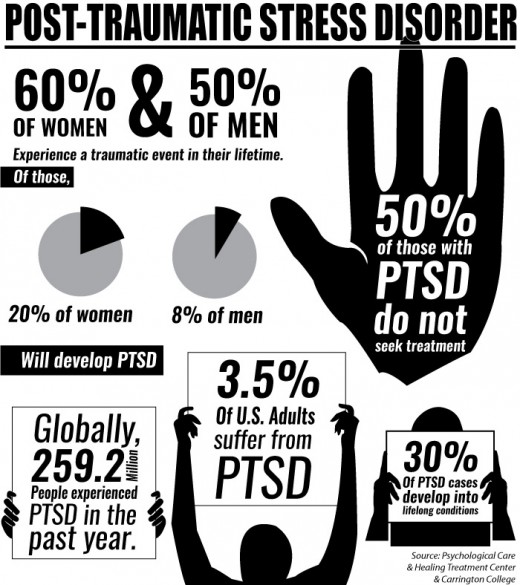 POST-TRAUMATIC STRESS DISORDER
60% & 50%
OF WOMEN OF MEN
Experience a traumatic event in their lifetime.
Of those,
20% of women 8% of men
Will develop PTSD
50%
of those with
PTSD
do not
seek treatment
Globally,
259.2 Million
People experienced
PTSD in the
past year.
3.5%
Of U.S. Adults
suffer from
PTSD
30%
Of PTSD cases
develop into
lifelong conditions
Source: Psychological Care
& Healing Treatment Center
& Carrington College